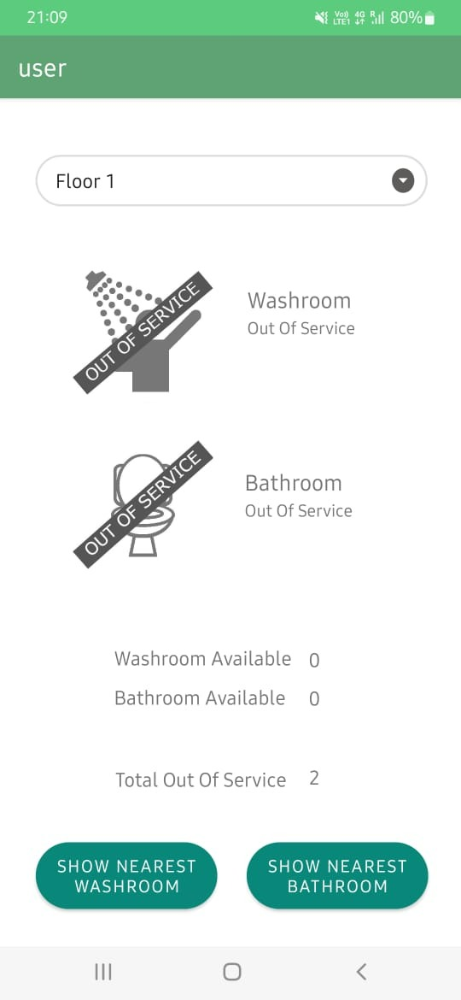 21:09
Vo)) 4G R 80%
LTE1
user
Floor 1
OUT OF SERVICE
Washroom
Out Of Service
OUT OF SERVICE
Bathroom
Out Of Service
Washroom Available 0
Bathroom Available 0
Total Out Of Service 2
SHOW NEAREST
WASHROOM
SHOW NEAREST
BATHROOM